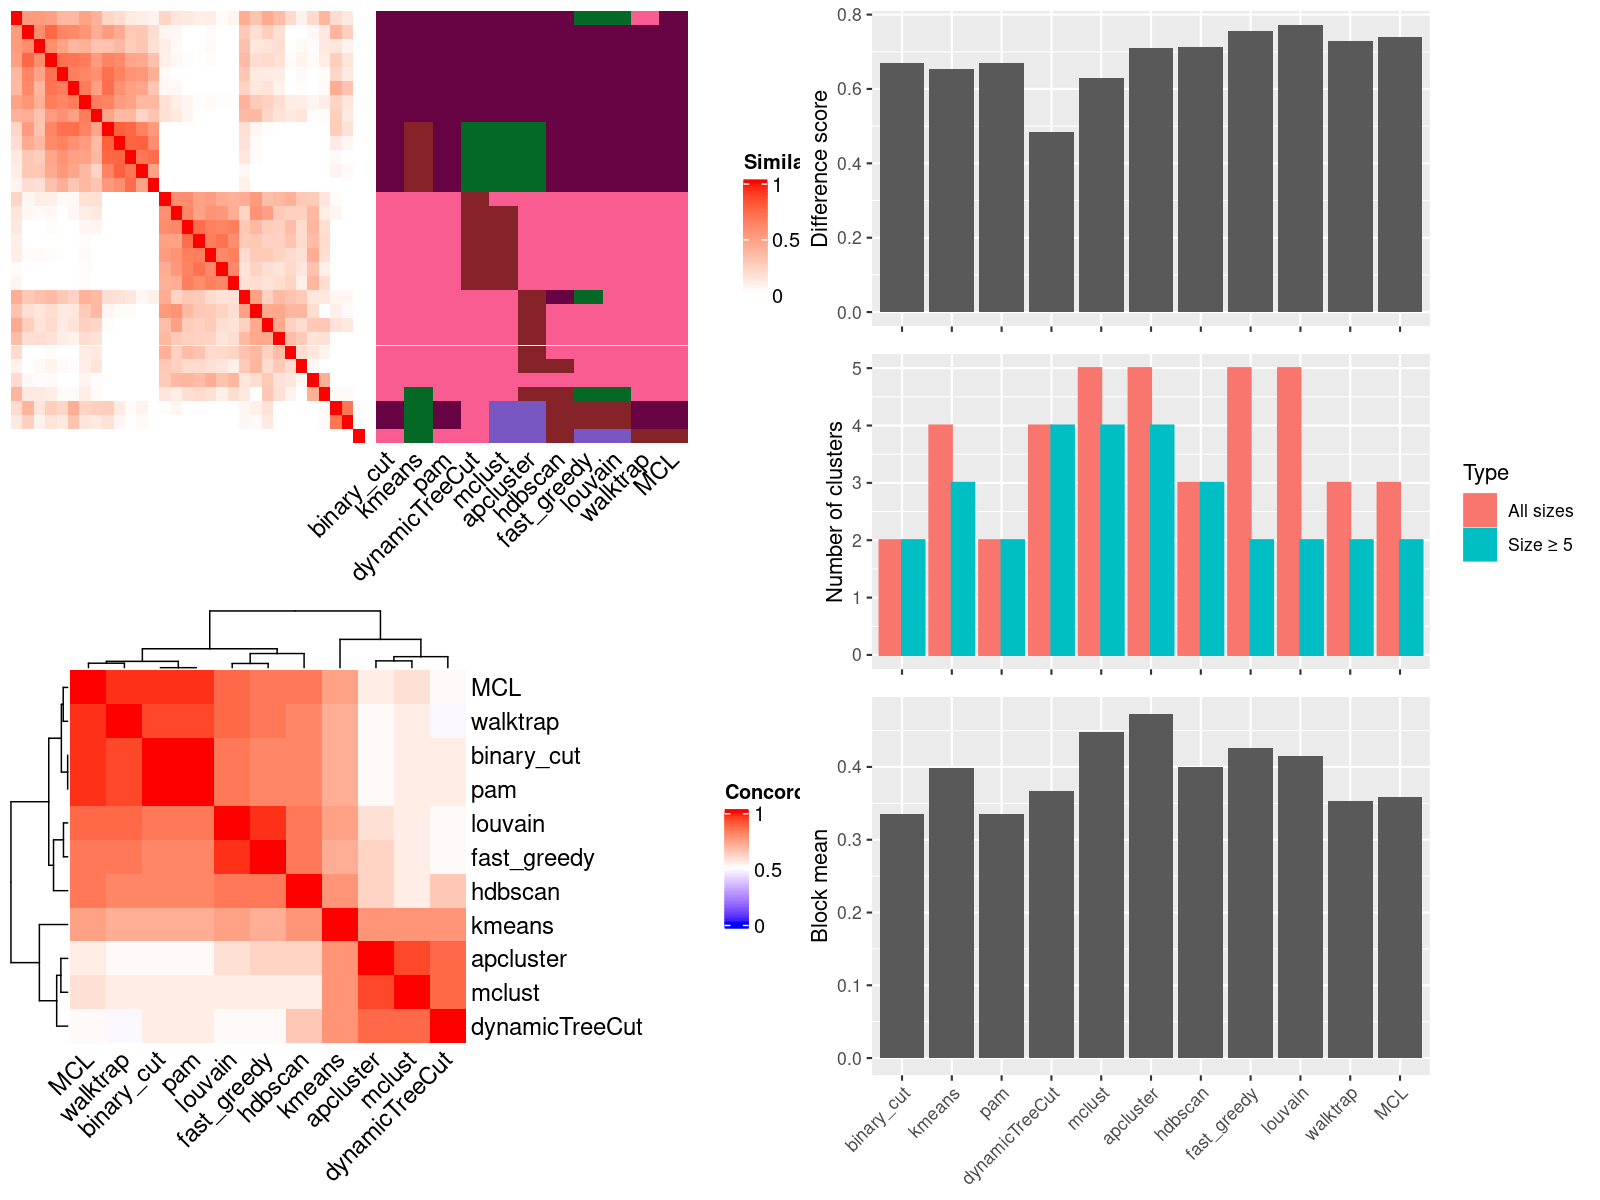 Simila
1
0.5
0
binary_cut
kmeans
pam
dynamicTreeCut
mclust
apcluster
hdbscan
fast_greedy
louvain
walktrap
MCL
MCL
walktrap
binary_cut
pam
louvain
fast_greedy
hdbscan
kmeans
apcluster
mclust
dynamicTreeCut
Concord
1
0.5
0
MCL
walktrap
binary_cut
pam
louvain
fast_greedy
hdbscan
kmeans
apcluster
mclust
dynamicTreeCut
Difference score
0.8
0.6
0.4
0.2
0.0
Number of clusters
5
4
3
2
1
0
Type
All sizes
Size ≥ 5
Block mean
0.4
0.3
0.2
0.1
0.0
binary_cut
kmeans
pam
dynamicTreeCut
mclust
apcluster
hdbscan
fast_greedy
louvain
walktrap
MCL